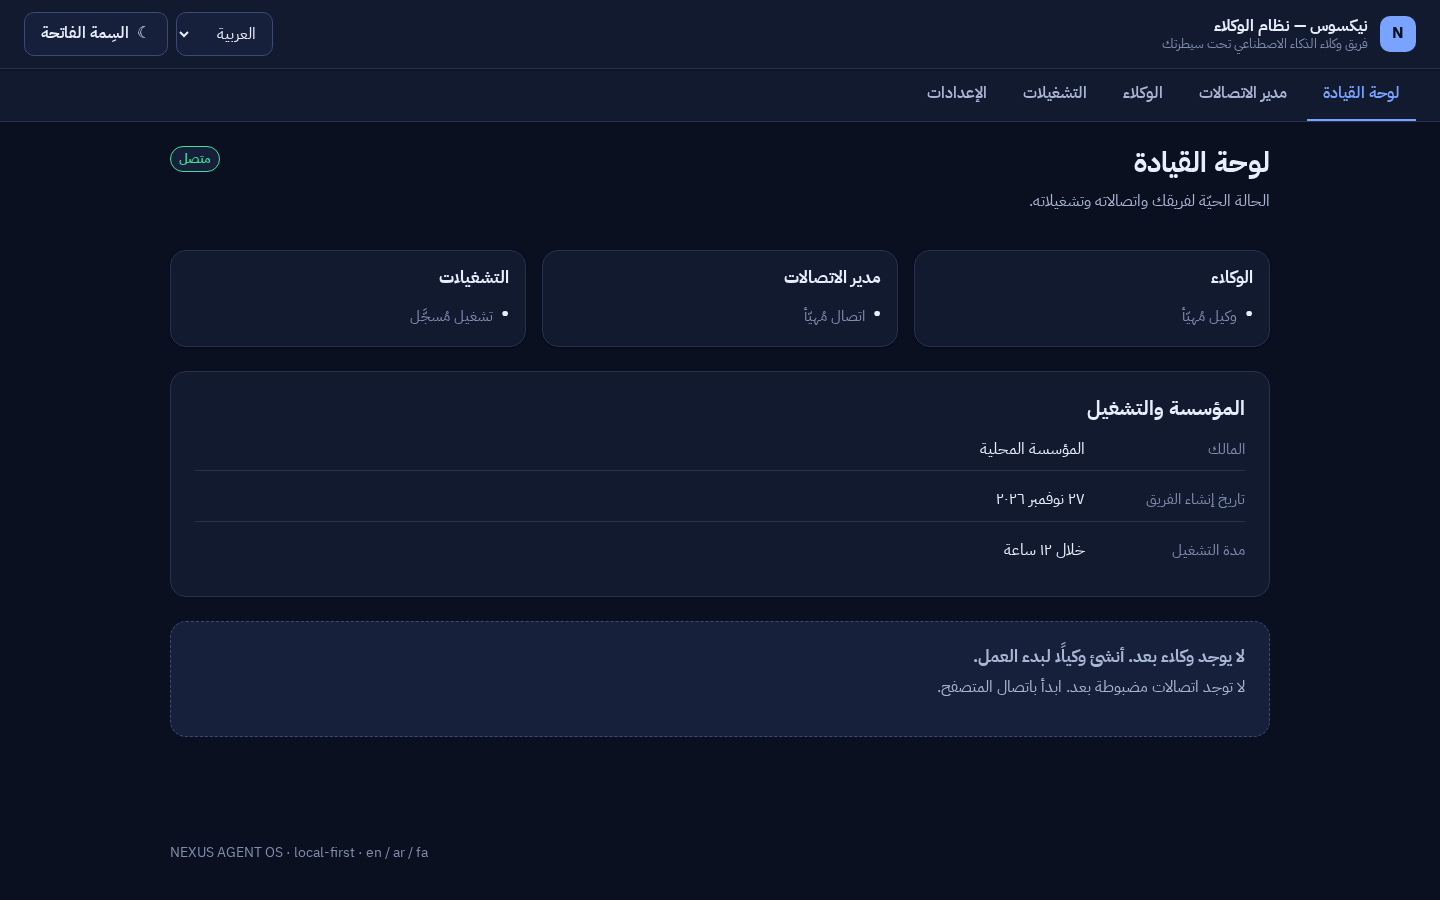 N
نيكسوس — نظام الوكلاء
فريق وكلاء الذكاء الاصطناعي تحت سيطرتك
العربية
☾ السِمة الفاتحة
لوحة القيادة
مدير الاتصالات
الوكلاء
التشغيلات
الإعدادات
لوحة القيادة
متصل
الحالة الحيّة لفريقك واتصالاته وتشغيلاته.
الوكلاء
٠ وكيل مُهيّأ
مدير الاتصالات
٠ اتصال مُهيّأ
التشغيلات
٠ تشغيل مُسجَّل
المؤسسة والتشغيل
المالك
المؤسسة المحلية
تاريخ إنشاء الفريق
٢٧ نوفمبر ٢٠٢٦
مدة التشغيل
خلال ١٢ ساعة
لا يوجد وكلاء بعد. أنشئ وكيلًا لبدء العمل.
لا توجد اتصالات مضبوطة بعد. ابدأ باتصال المتصفح.
NEXUS AGENT OS · local-first · en / ar / fa